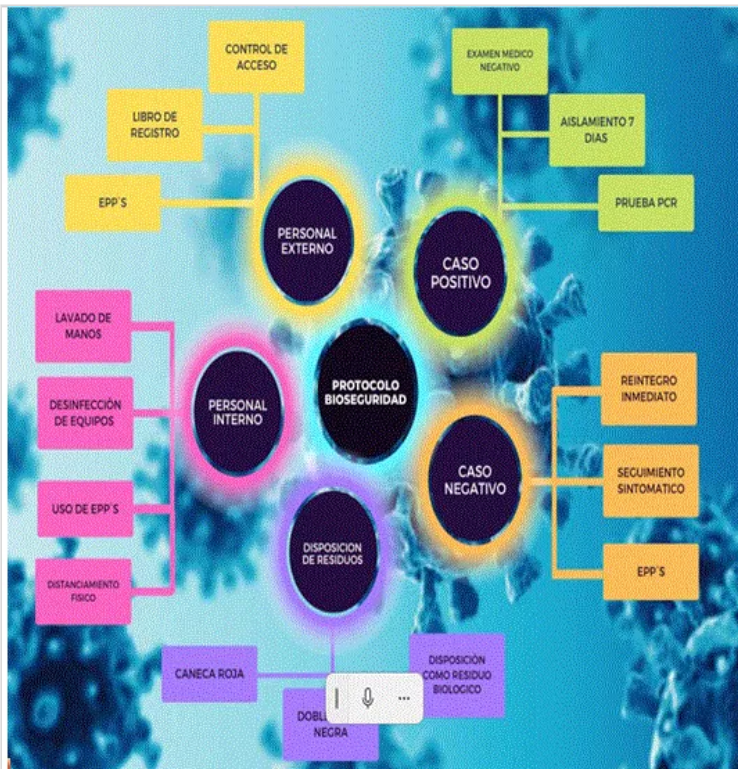 CONTROL DE
ACCESO
LIBRO DE
REGISTRO
EPP´S
PERSONAL
EXTERNO
EXAMEN MEDICO
NEGATIVO
AISLAMIENTO 7
DIAS
PRUEBA PCR
CASO
POSITIVO
LAVADO DE
MANOS
DESINFECCIÓN
DE EQUIPOS
USO DE EPP´S
DISTANCIAMIENTO
FISICO
PERSONAL
INTERNO
PROTOCOLO
BIOSEGURIDAD
CASO
NEGATIVO
REINTEGRO
INMEDIATO
SEGUIMIENTO
SINTOMATICO
EPP´S
DISPOSICION
DE RESIDUOS
CANECA ROJA
NEGRA
DISPOSICIÓN
COMO RESIDUO
BIOLOGICO